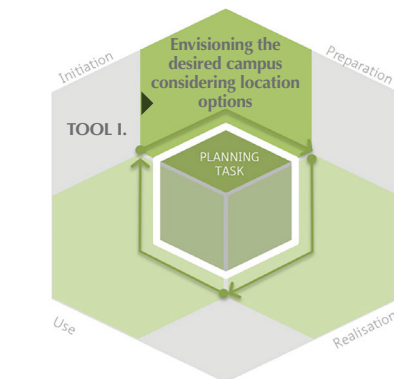 Envisioning the
desired campus
considering location
options
Initiation
Preparation
TOOL I.
PLANNING
TASK
Use
Realisation